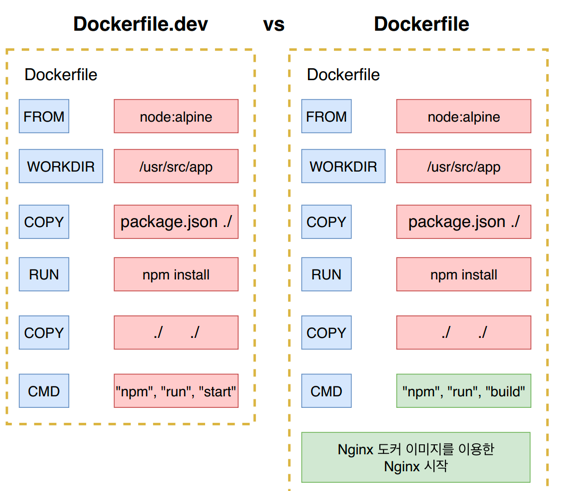 Dockerfile.dev vs Dockerfile
Dockerfile
FROM node:alpine
WORKDIR /usr/src/app
COPY package.json ./
RUN npm install
COPY ./ ./
CMD "npm", "run", "start"
Dockerfile
FROM node:alpine
WORKDIR /usr/src/app
COPY package.json ./
RUN npm install
COPY ./ ./
CMD "npm", "run", "build"
Nginx 도커 이미지를 이용한
Nginx 시작